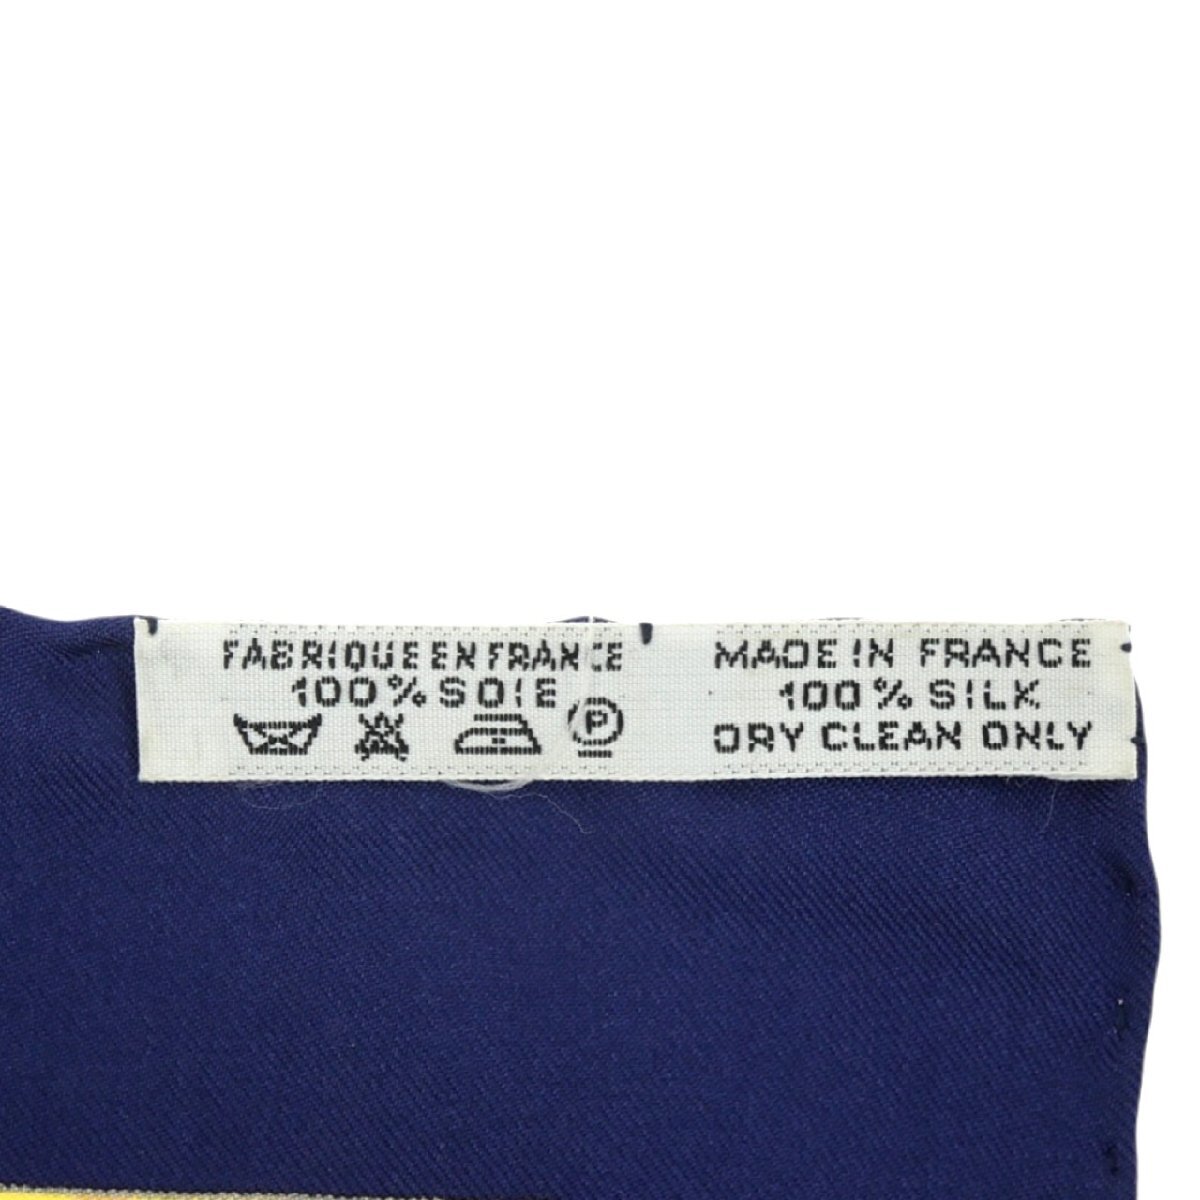 FABRIQUE EN FRANCE
100% SOIE
P
MADE IN FRANCE
100% SILK
DRY CLEAN ONLY